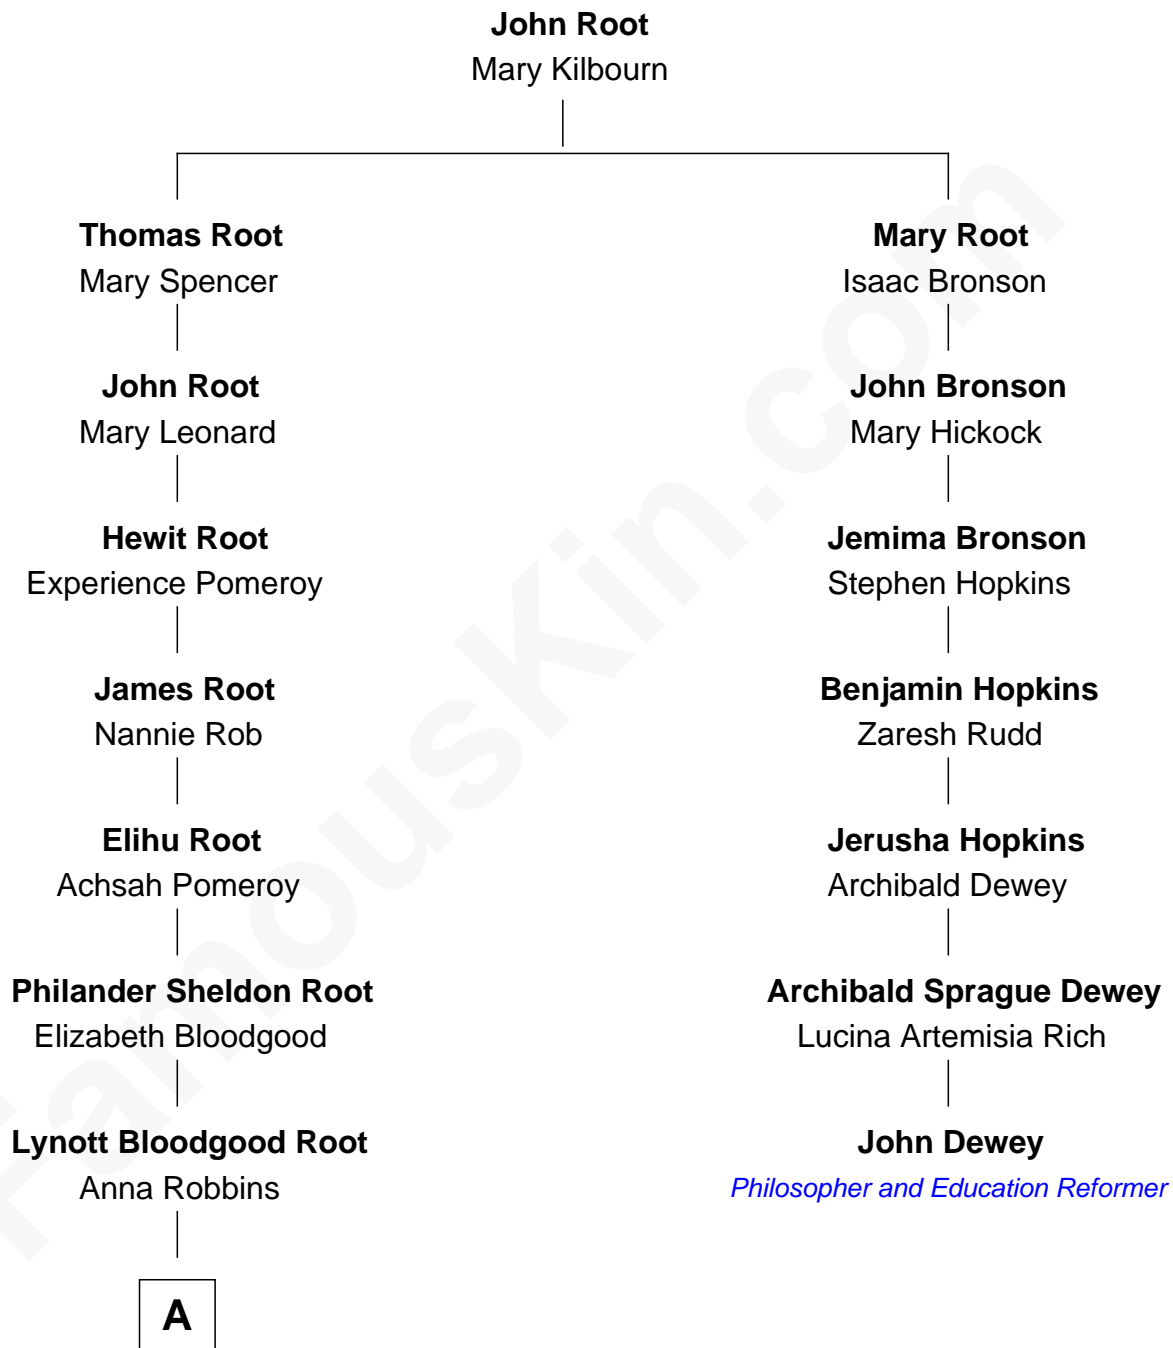 John Root
Mary Kilbourn
Thomas Root
Mary Spencer
Mary Root
Isaac Bronson
John Root
Mary Leonard
John Bronson
Mary Hickock
Hewit Root
Experience Pomeroy
Jemima Bronson
Stephen Hopkins
James Root
Nannie Rob
Benjamin Hopkins
Zaresh Rudd
Elihu Root
Achsah Pomeroy
Jerusha Hopkins
Archibald Dewey
Philander Sheldon Root
Elizabeth Bloodgood
Archibald Sprague Dewey
Lucina Artemisia Rich
Lynott Bloodgood Root
Anna Robbins
John Dewey
Philosopher and Education Reformer
A
FamousKin.com